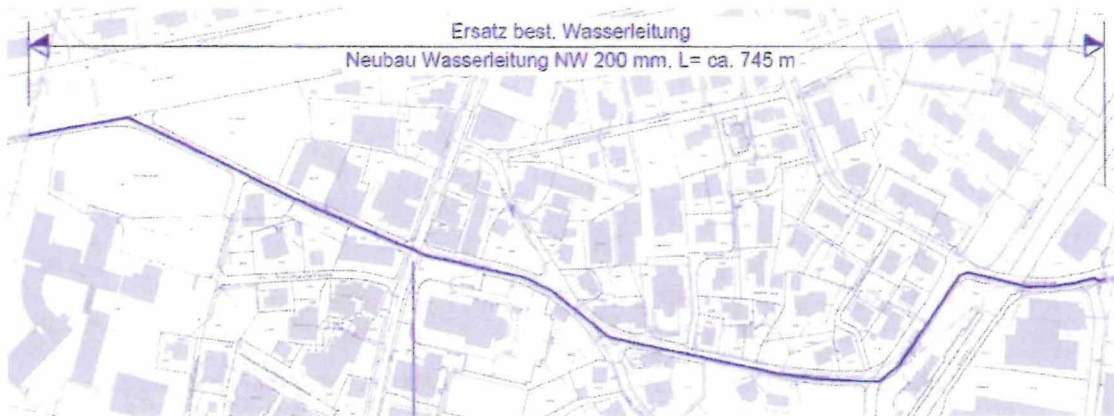 Ersatz best. Wasserleitung
Neubau Wasserleitung NW 200 mm. L= ca. 745 m